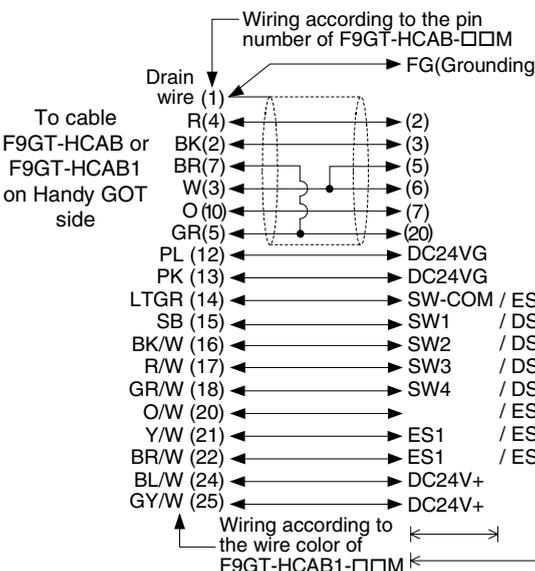 Wiring according to the pin
number of F9GT-HCAB-□□M
FG(Grounding
Drain
wire (1)
To cable
F9GT-HCAB or
F9GT-HCAB1
on Handy GOT
side
R(4) (2)
BK(2) (3)
BR(7) (5)
W(3) (6)
O(10) (7)
GR(5) (20)
PL (12) DC24VG
PK (13) DC24VG
LTGR (14) SW-COM / ES
SB (15) SW1 / DS
BK/W (16) SW2 / DS
R/W (17) SW3 / DS
GR/W (18) SW4 / DS
O/W (20) / ES
Y/W (21) ES1 / ES
BR/W (22) ES1 / ES
BL/W (24) DC24V+
GY/W (25) DC24V+
Wiring according to
the wire color of
F9GT-HCAB1-□□M